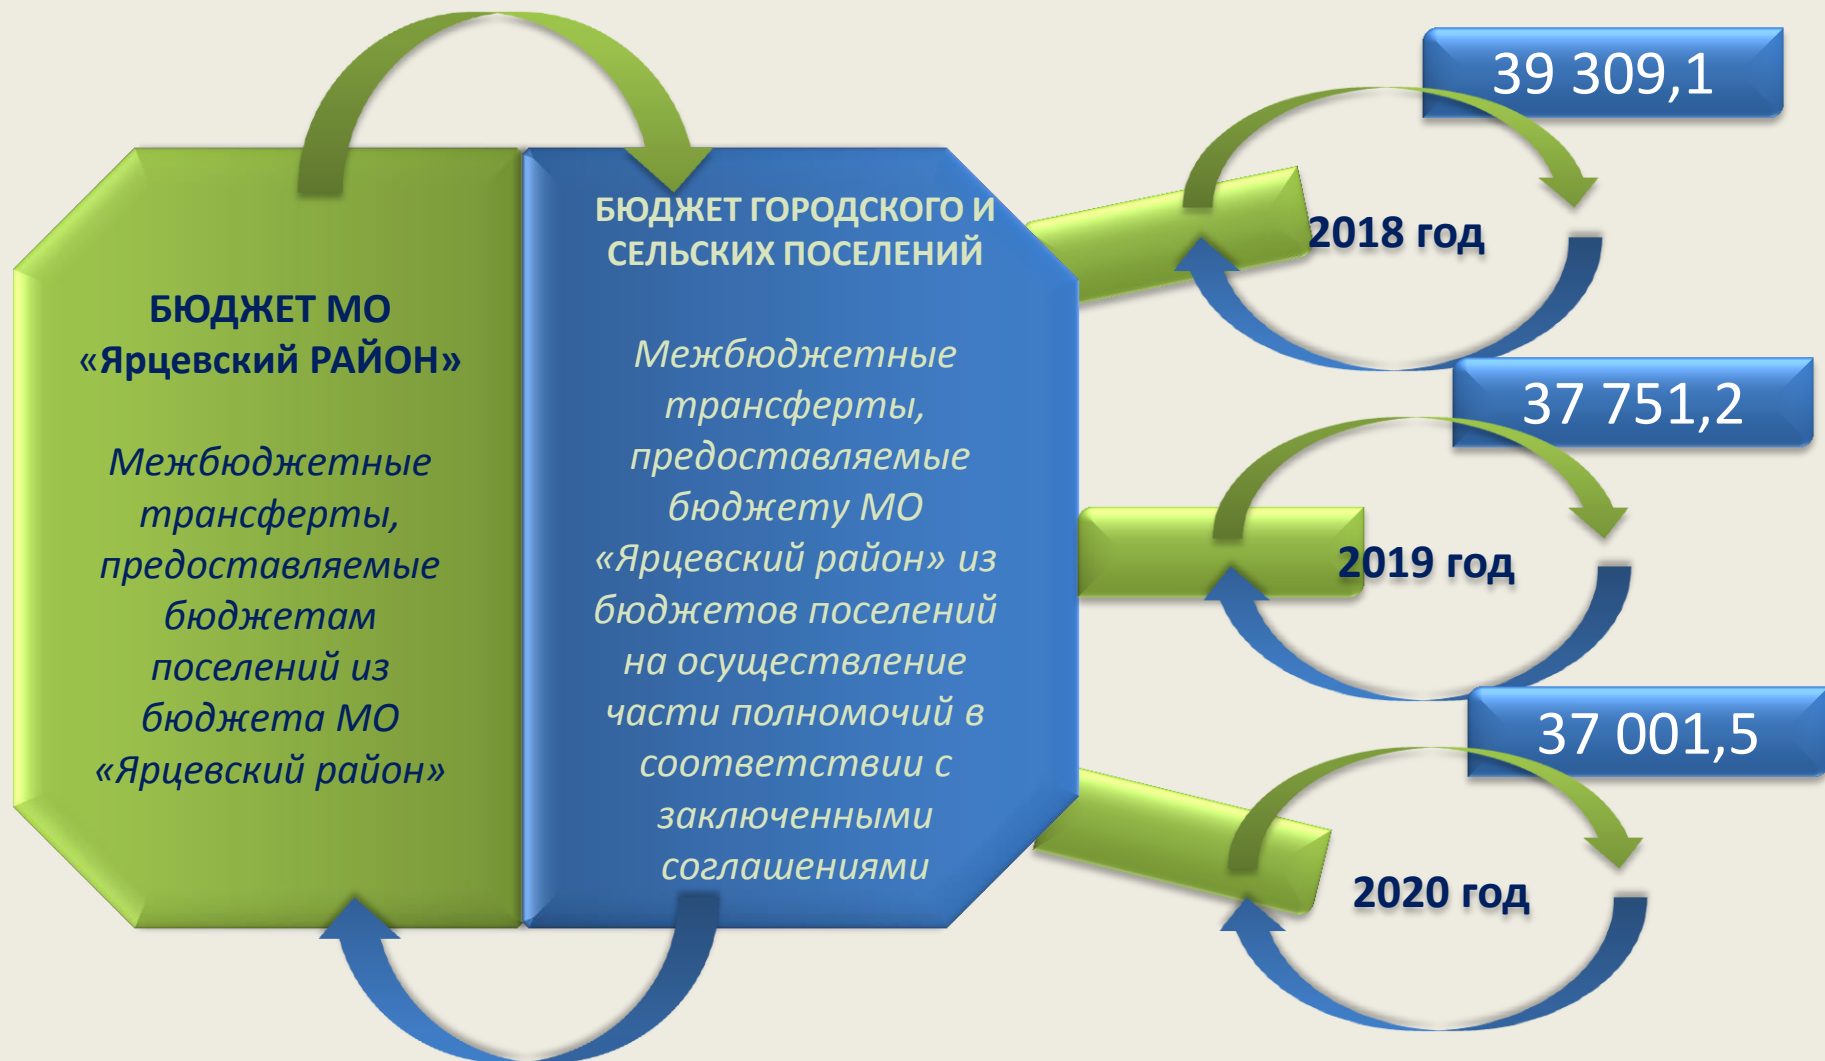 БЮДЖЕТ МО
«Ярцевский РАЙОН»
Межбюджетные
трансферты,
предоставляемые
бюджетам
поселений из
бюджета МО
«Ярцевский район»
БЮДЖЕТ ГОРОДСКОГО И
СЕЛЬСКИХ ПОСЕЛЕНИЙ
Межбюджетные
трансферты,
предоставляемые
бюджету МО
«Ярцевский район» из
бюджетов поселений
на осуществление
части полномочий в
соответствии с
заключенными
соглашениями
39 309,1
2018 год
37 751,2
2019 год
37 001,5
2020 год